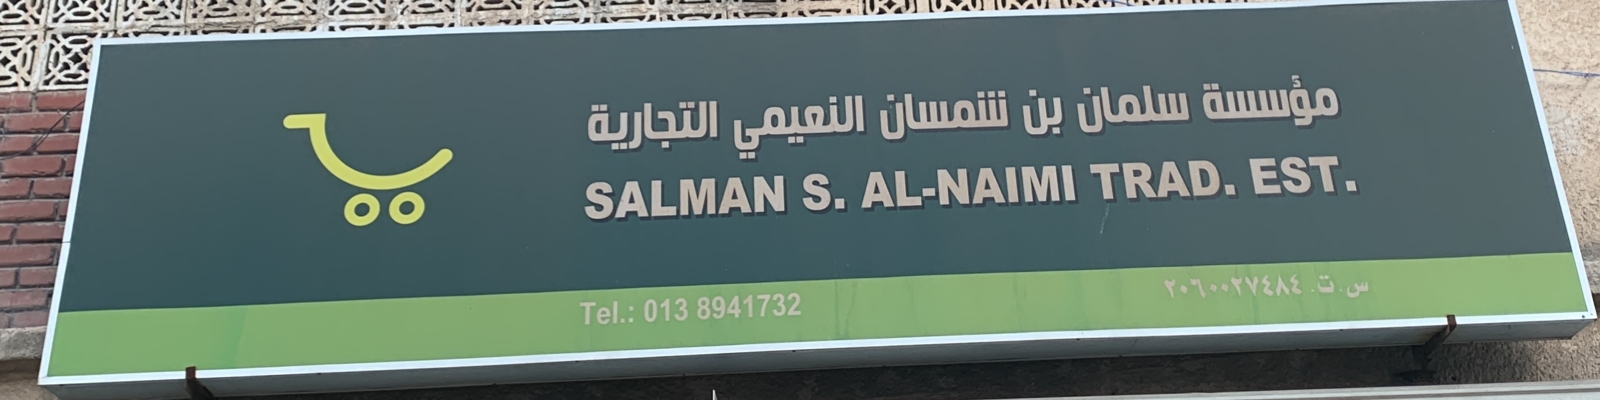 مؤسسة سلمان بن شمسان النعيمي التجارية
SALMAN S. AL-NAIMI TRAD. EST.
Tel.: 013 8941732
س. ت. ٢٠٦٠٠٢٧٤٨٤